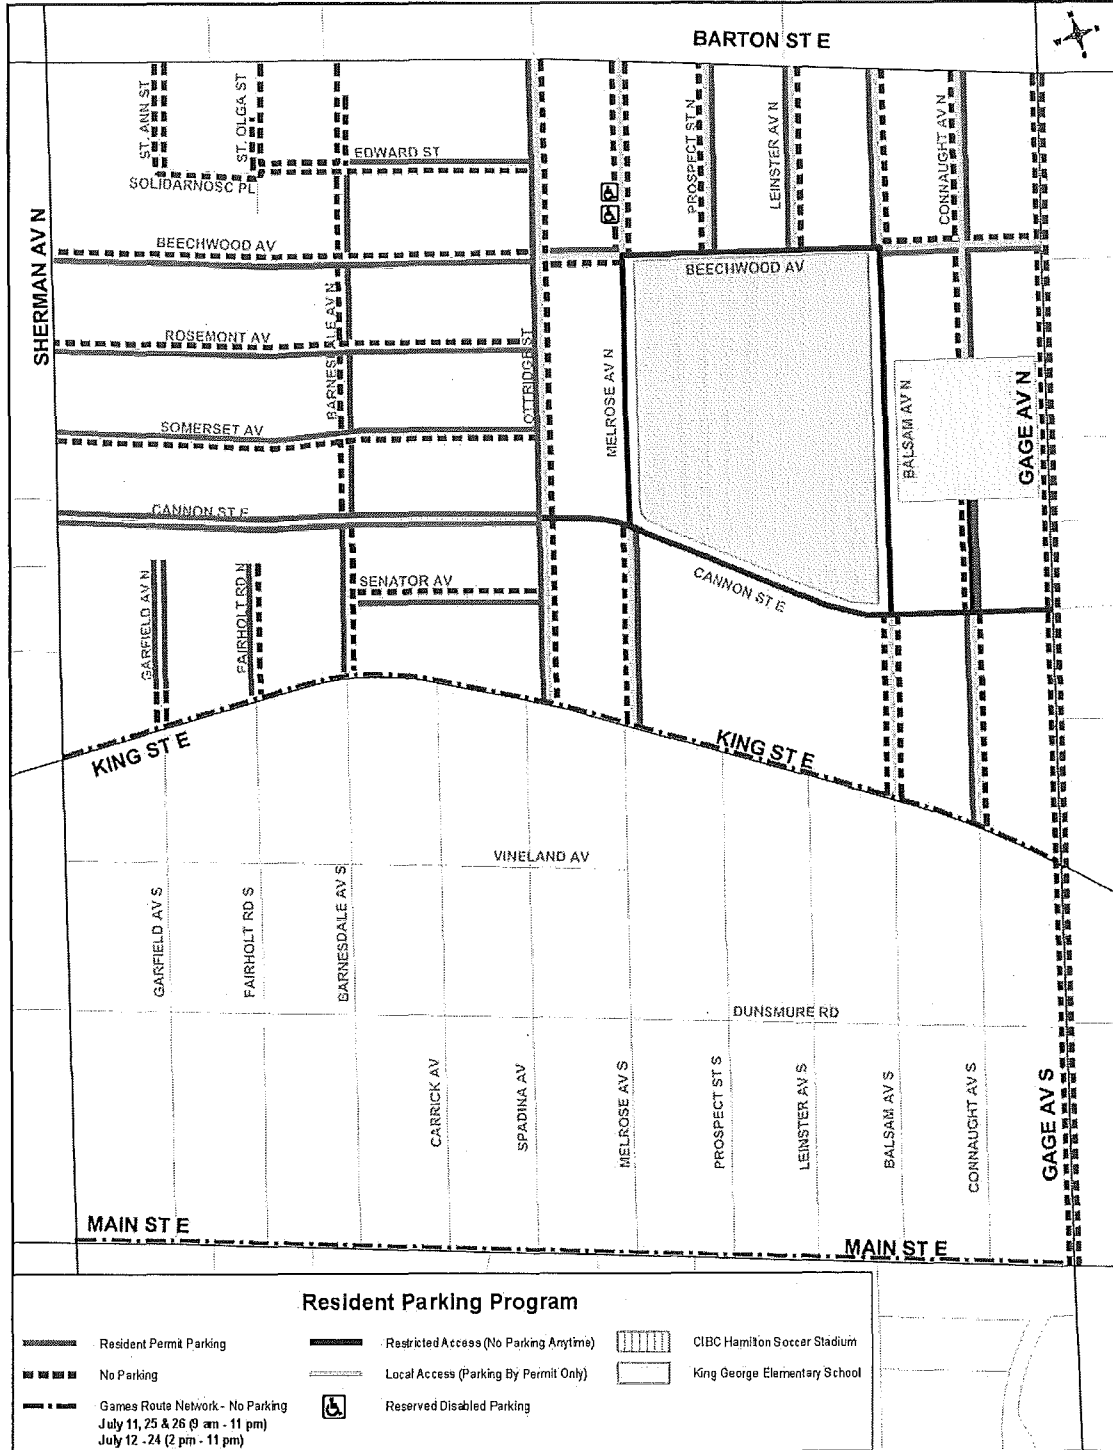 BARTON ST E
ST. ANN ST
ST. OLGA ST
EDWARD ST
SOLIDARNOSC PL
PROSPECT ST N
LEINSTER AV N
CONNAUGHT AV N
SHERMAN AV N
BEECHWOOD AV
BEECHWOOD AV
BARNESDALE AV N
ROSEMONT AV
OTTRIDGE ST
MELROSE AV N
BALSAM AV N
GAGE AV N
SOMERSET AV
CANNON ST E
CANNON ST E
SENATOR AV
GARFIELD AV N
FAIRHOLT RD N
KING ST E
KING ST E
VINELAND AV
GARFIELD AV S
FAIRHOLT RD S
BARNESDALE AV S
DUNSMURE RD
CARRICK AV
SPADINA AV
MELROSE AV S
PROSPECT ST S
LEINSTER AV S
BALSAM AV S
CONNAUGHT AV S
GAGE AV S
MAIN ST E
MAIN ST E
Resident Parking Program
Resident Permit Parking
Restricted Access (No Parking Anytime)
CIBC Hamilton Soccer Stadium
No Parking
Local Access (Parking By Permit Only)
King George Elementary School
Games Route Network - No Parking
July 11, 25 & 26 (9 am - 11 pm)
July 12 - 24 (2 pm - 11 pm)
Reserved Disabled Parking